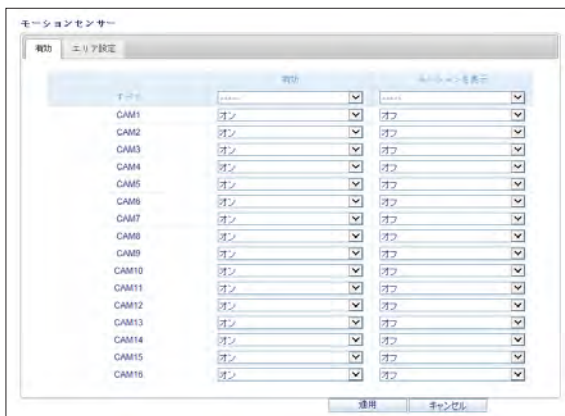 モーションセンサー
有効 エリア設定
有効 モーションを表示
すべて ------ ------
CAM1 オン オフ
CAM2 オン オフ
CAM3 オン オフ
CAM4 オン オフ
CAM5 オン オフ
CAM6 オン オフ
CAM7 オン オフ
CAM8 オン オフ
CAM9 オン オフ
CAM10 オン オフ
CAM11 オン オフ
CAM12 オン オフ
CAM13 オン オフ
CAM14 オン オフ
CAM15 オン オフ
CAM16 オン オフ
適用 キャンセル